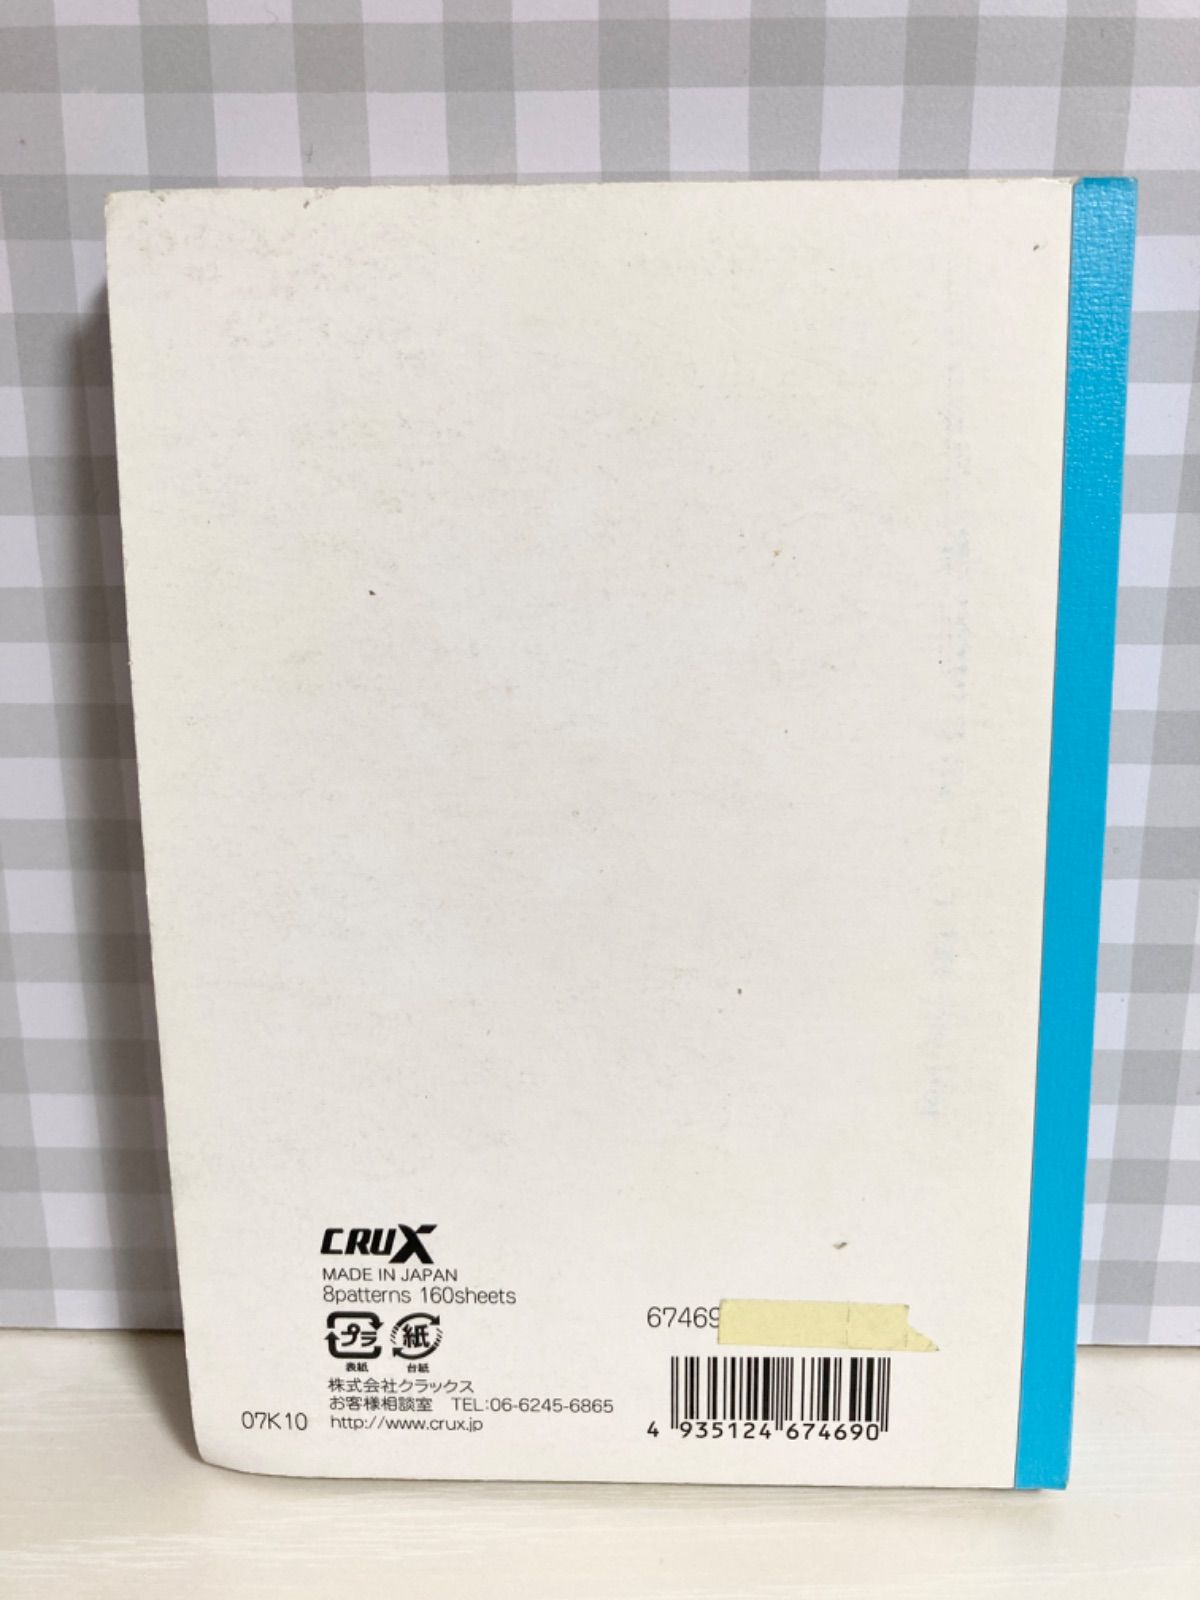 CRUX
MADE IN JAPAN
8patterns 160sheets
プラ 紙
表紙 台紙
株式会社クラックス
お客様相談室 TEL:06-6245-6865
http://www.crux.jp
07K10
67469
4 935124 674690